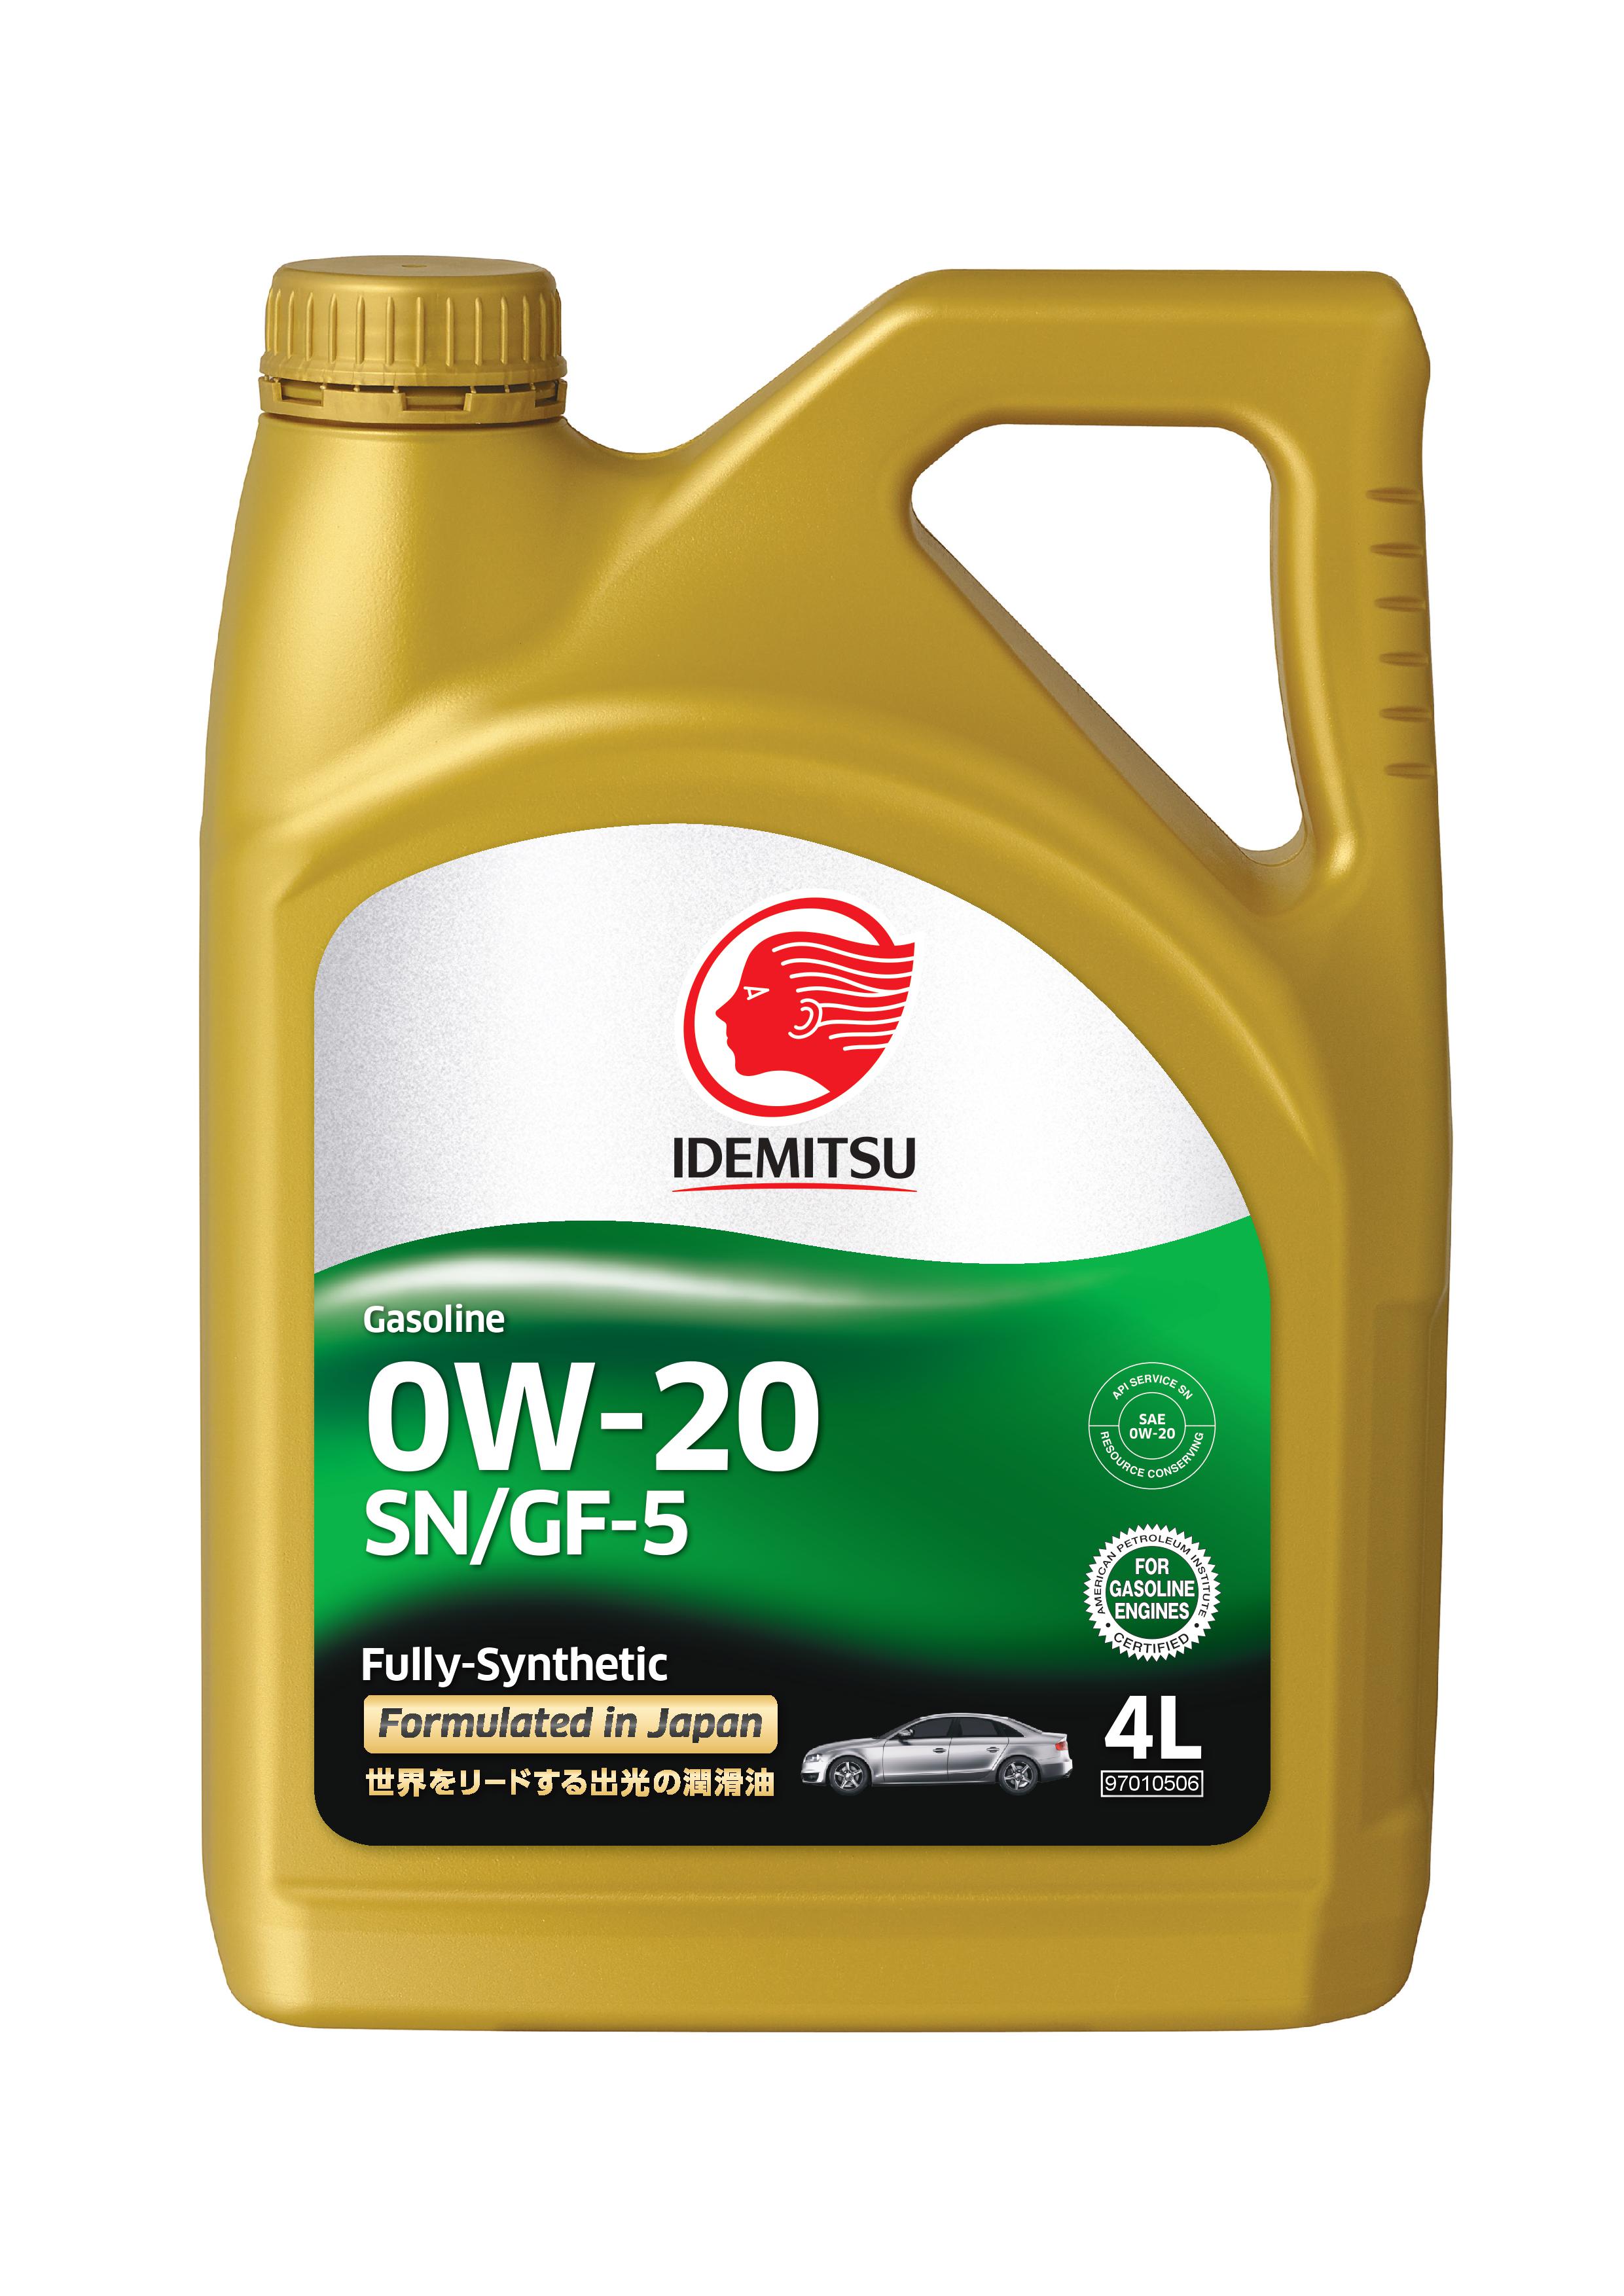 IDEMITSU
Gasoline
0W-20
SN/GF-5
API SERVICE SN
SAE
0W-20
RESOURCE CONSERVING
AMERICAN PETROLEUM INSTITUTE
FOR
GASOLINE
ENGINES
• CERTIFIED •
Fully-Synthetic
Formulated in Japan
世界をリードする出光の潤滑油
4L
97010506